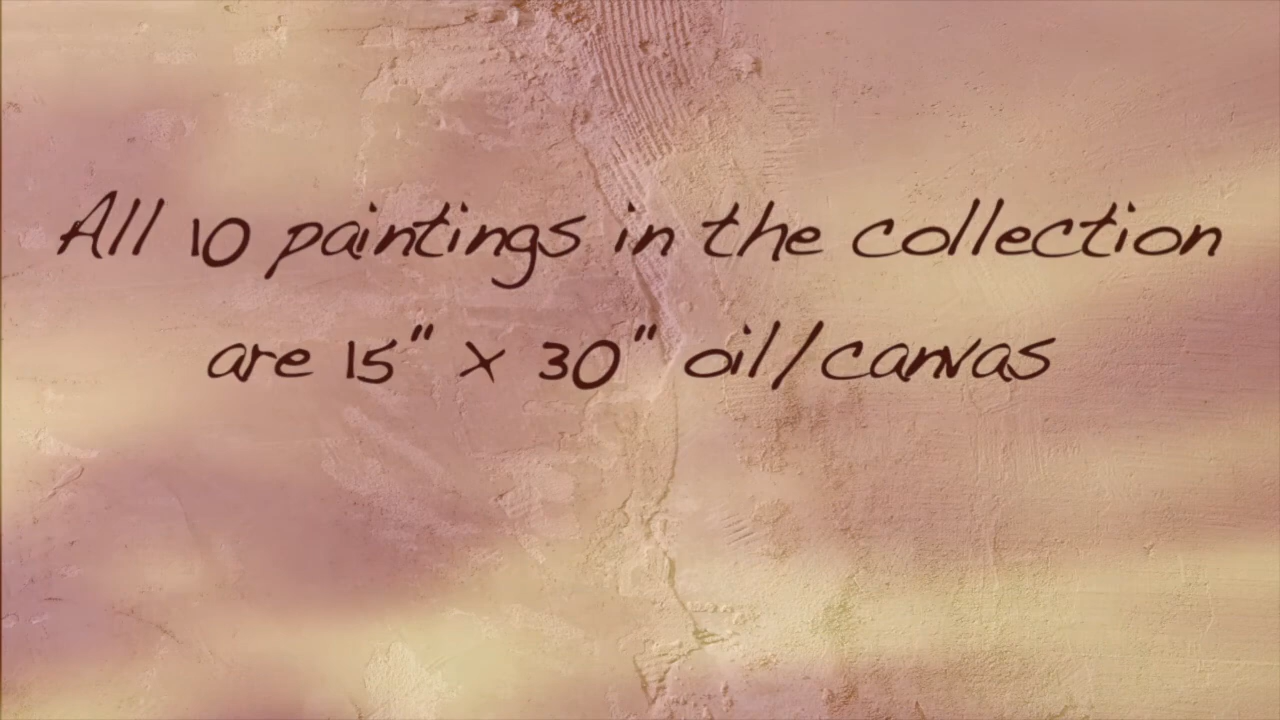 All 10 paintings in the collection
are 15" x 30" oil/canvas